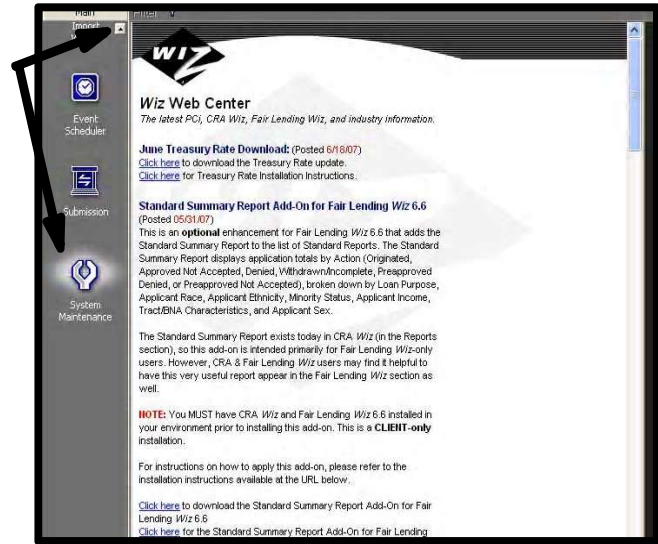 Main
Filter
Import
Event
Scheduler
Submission
System
Maintenance
WIZ
Wiz Web Center
The latest PCi, CRA Wiz, Fair Lending Wiz, and industry information.
June Treasury Rate Download: (Posted 6/18/07)
Click here to download the Treasury Rate update.
Click here for Treasury Rate Installation Instructions.
Standard Summary Report Add-On for Fair Lending Wiz 6.6
(Posted 05/31/07)
This is an optional enhancement for Fair Lending Wiz 6.6 that adds the
Standard Summary Report to the list of Standard Reports. The Standard
Summary Report displays application totals by Action (Originated,
Approved Not Accepted, Denied, Withdrawn/Incomplete, Preapproved
Denied, or Preapproved Not Accepted), broken down by Loan Purpose,
Applicant Race, Applicant Ethnicity, Minority Status, Applicant Income,
Tract/BNA Characteristics, and Applicant Sex.
The Standard Summary Report exists today in CRA Wiz (in the Reports
section), so this add-on is intended primarily for Fair Lending Wiz-only
users. However, CRA & Fair Lending Wiz users may find it helpful to
have this very useful report appear in the Fair Lending Wiz section as
well.
NOTE: You MUST have CRA Wiz and Fair Lending Wiz 6.6 installed in
your environment prior to installing this add-on. This is a CLIENT-only
installation.
For instructions on how to apply this add-on, please refer to the
installation instructions available at the URL below.
Click here to download the Standard Summary Report Add-On for Fair
Lending Wiz 6.6
Click here for the Standard Summary Report Add-On for Fair Lending